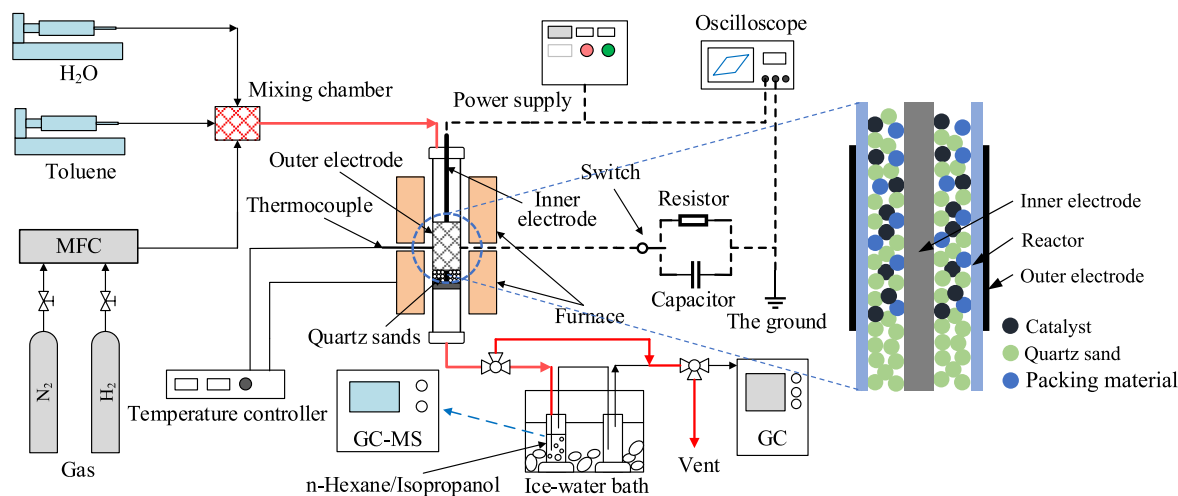 Oscilloscope
H₂O
Mixing chamber
Power supply
Toluene
Outer electrode
Switch
Thermocouple
Inner
electrode
Resistor
Inner electrode
MFC
Reactor
Outer electrode
Capacitor
Furnace
The ground
Quartz sands
Catalyst
Quartz sand
Packing material
N₂
H₂
Temperature controller
GC-MS
GC
Gas
n-Hexane/Isopropanol
Ice-water bath
Vent